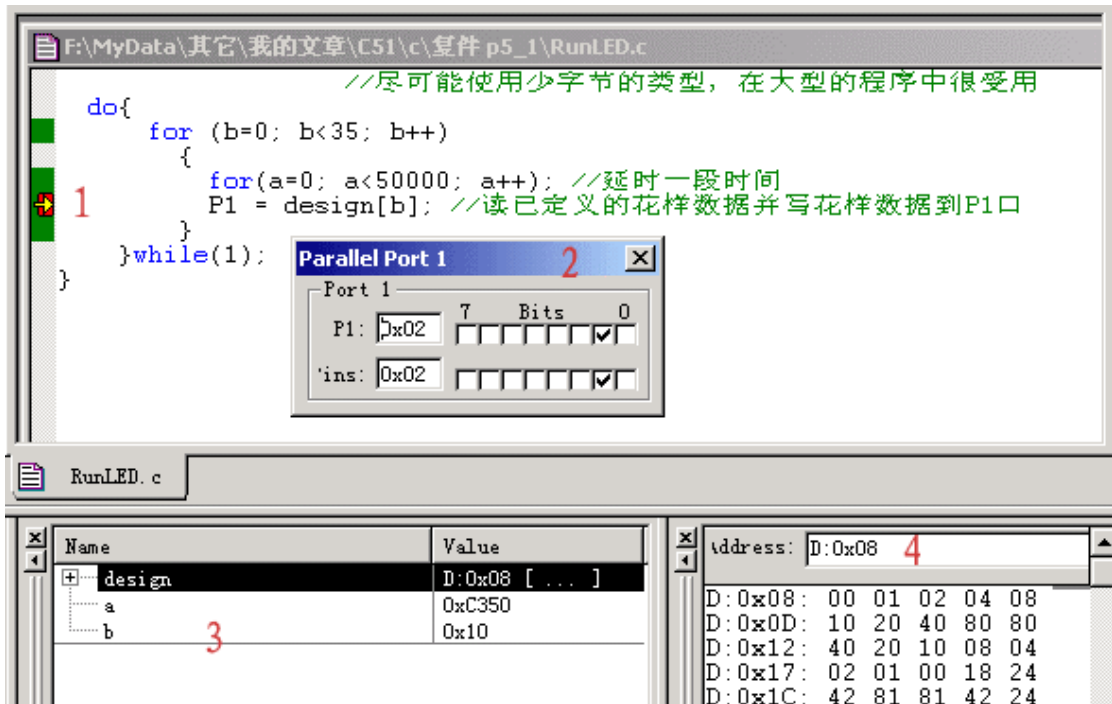 F:\MyData\其它\我的文章\C51\c\复件 p5_1\RunLED.c
//尽可能使用少字节的类型，在大型的程序中很受用
do{
for (b=0; b<35; b++)
{
for(a=0; a<50000; a++); //延时一段时间
1 P1 = design[b]; //读已定义的花样数据并写花样数据到P1口
}
}while(1);
}
Parallel Port 1 2
Port 1
7 Bits 0
P1: 0x02
'ins: 0x02
RunLED.c
Name Value
design D:0x08 [ ... ]
a 0xC350
b 0x10
3
ddress: D:0x08 4
D:0x08: 00 01 02 04 08
D:0x0D: 10 20 40 80 80
D:0x12: 40 20 10 08 04
D:0x17: 02 01 00 18 24
D:0x1C: 42 81 81 42 24